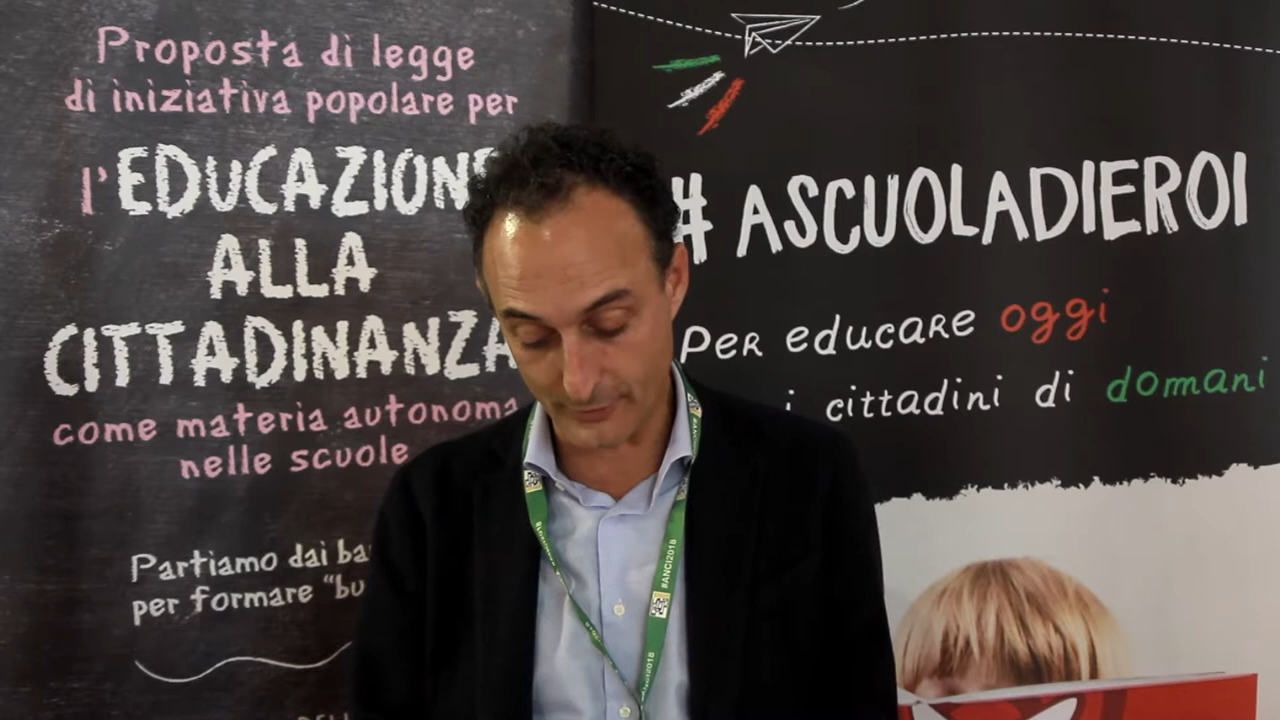 Proposta di legge
di iniziativa popolare per
l'EDUCAZIONE
ALLA
CITTADINANZA
come materia autonoma
nelle scuole
Partiamo dai
per formare
# ASCUOLADIEROI
Per educare oggi
i cittadini di domani
#ANCI2018